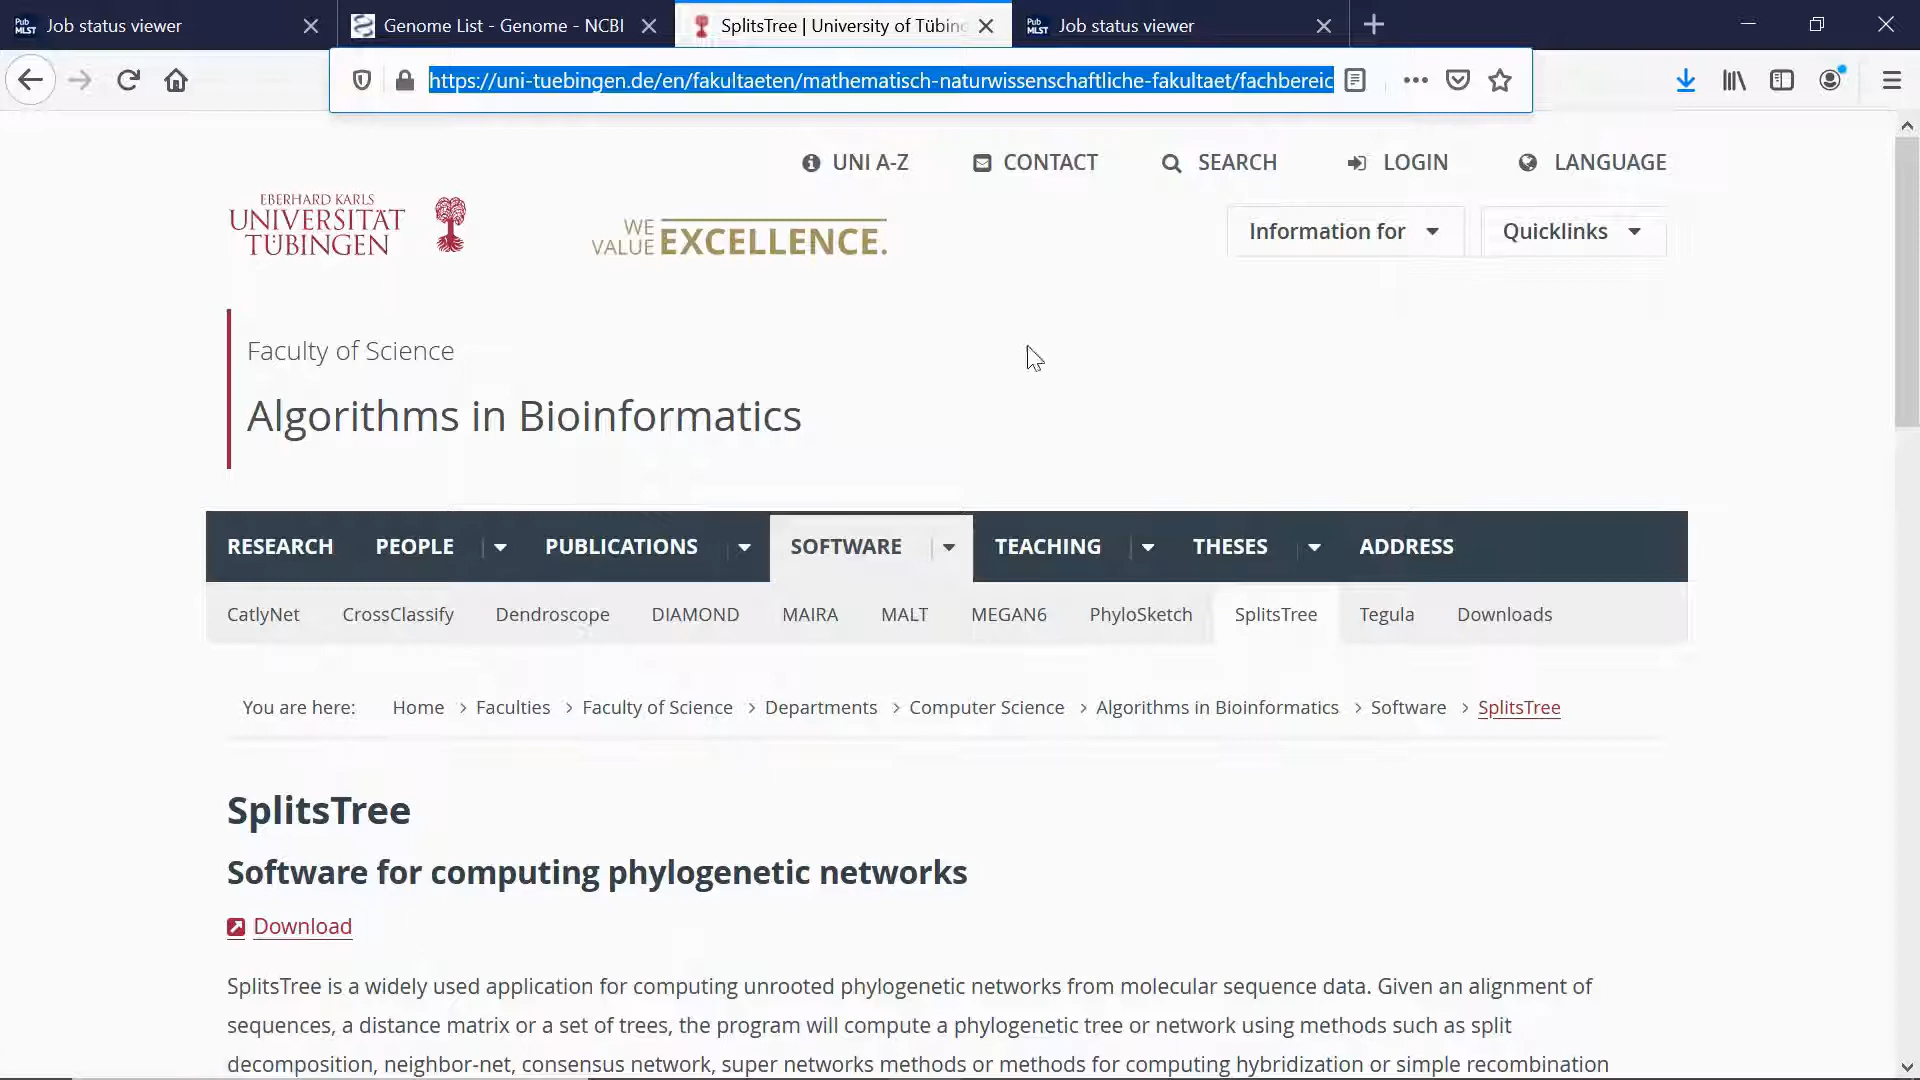 Pub MLST Job status viewer
Genome List - Genome - NCBI
SplitsTree | University of Tübing
Pub MLST Job status viewer
https://uni-tuebingen.de/en/fakultaeten/mathematisch-naturwissenschaftliche-fakultaet/fachbereic
UNI A-Z CONTACT SEARCH LOGIN LANGUAGE
EBERHARD KARLS
UNIVERSITÄT
TÜBINGEN
WE
VALUE EXCELLENCE.
Information for Quicklinks
Faculty of Science
Algorithms in Bioinformatics
RESEARCH PEOPLE PUBLICATIONS SOFTWARE TEACHING THESES ADDRESS
CatlyNet CrossClassify Dendroscope DIAMOND MAIRA MALT MEGAN6 PhyloSketch SplitsTree Tegula Downloads
You are here: Home > Faculties > Faculty of Science > Departments > Computer Science > Algorithms in Bioinformatics > Software > SplitsTree
SplitsTree
Software for computing phylogenetic networks
Download
SplitsTree is a widely used application for computing unrooted phylogenetic networks from molecular sequence data. Given an alignment of
sequences, a distance matrix or a set of trees, the program will compute a phylogenetic tree or network using methods such as split
decomposition, neighbor-net, consensus network, super networks methods or methods for computing hybridization or simple recombination